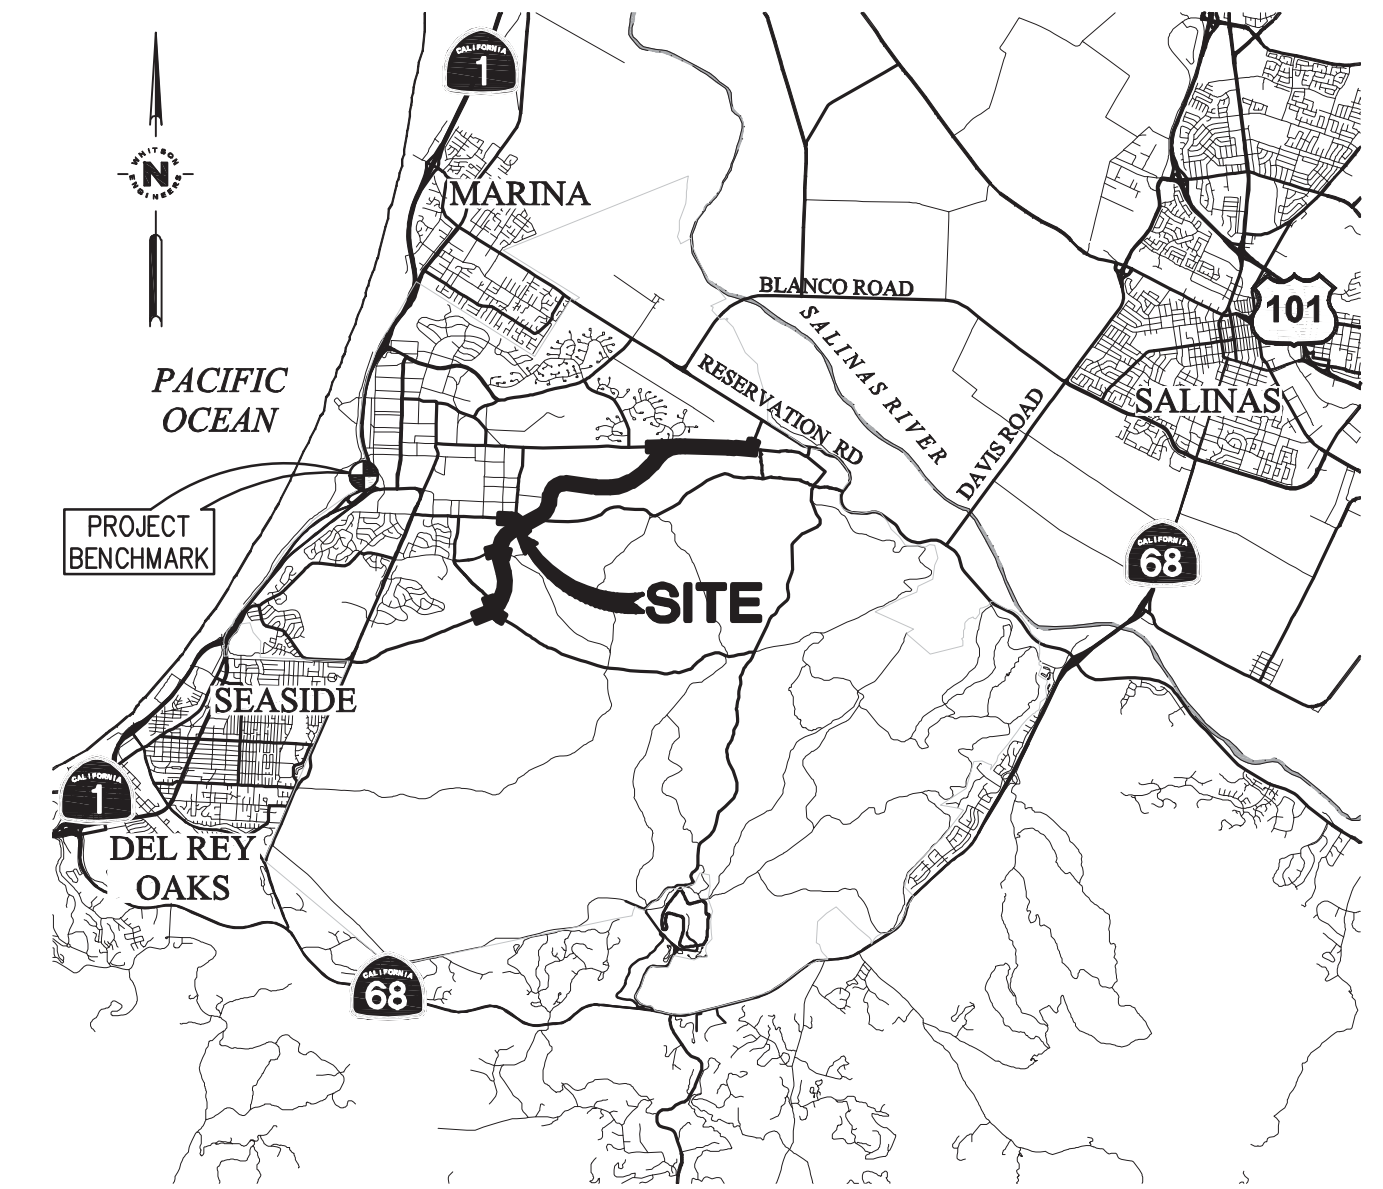 CALIFORNIA
1
WHITSON
N
ENGINEERS
MARINA
BLANCO ROAD
101
SALINAS RIVER
PACIFIC
OCEAN
RESERVATION RD
SALINAS
DAVIS ROAD
PROJECT
BENCHMARK
CALIFORNIA
68
SITE
SEASIDE
CALIFORNIA
1
DEL REY
OAKS
CALIFORNIA
68